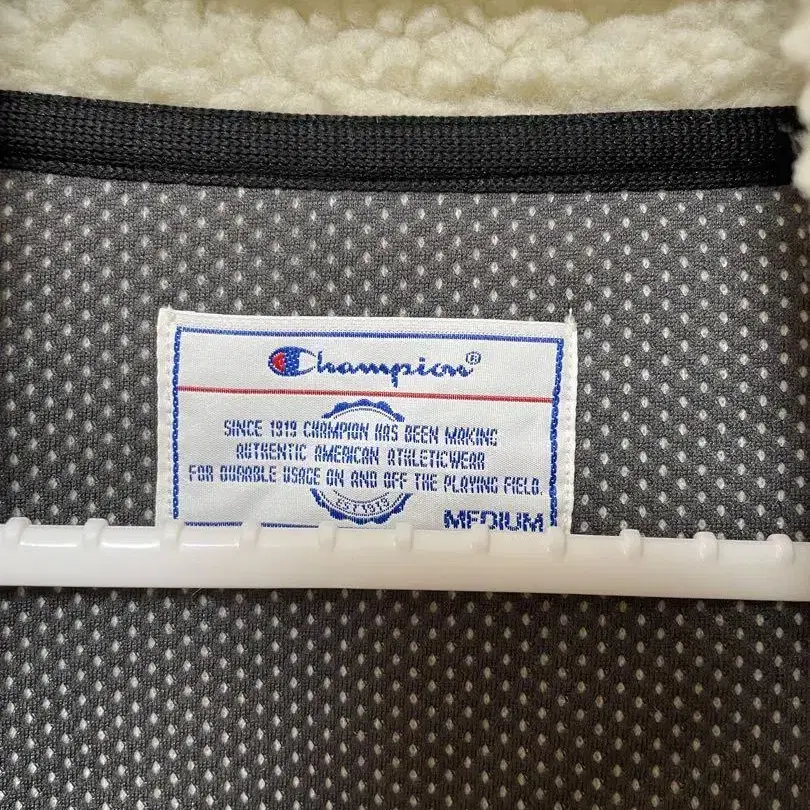 Champion®
SINCE 1919 CHAMPION HAS BEEN MAKING
AUTHENTIC AMERICAN ATHLETICWEAR
FOR DURABLE USAGE ON AND OFF THE PLAYING FIELD.
EST 1919
MEDIUM